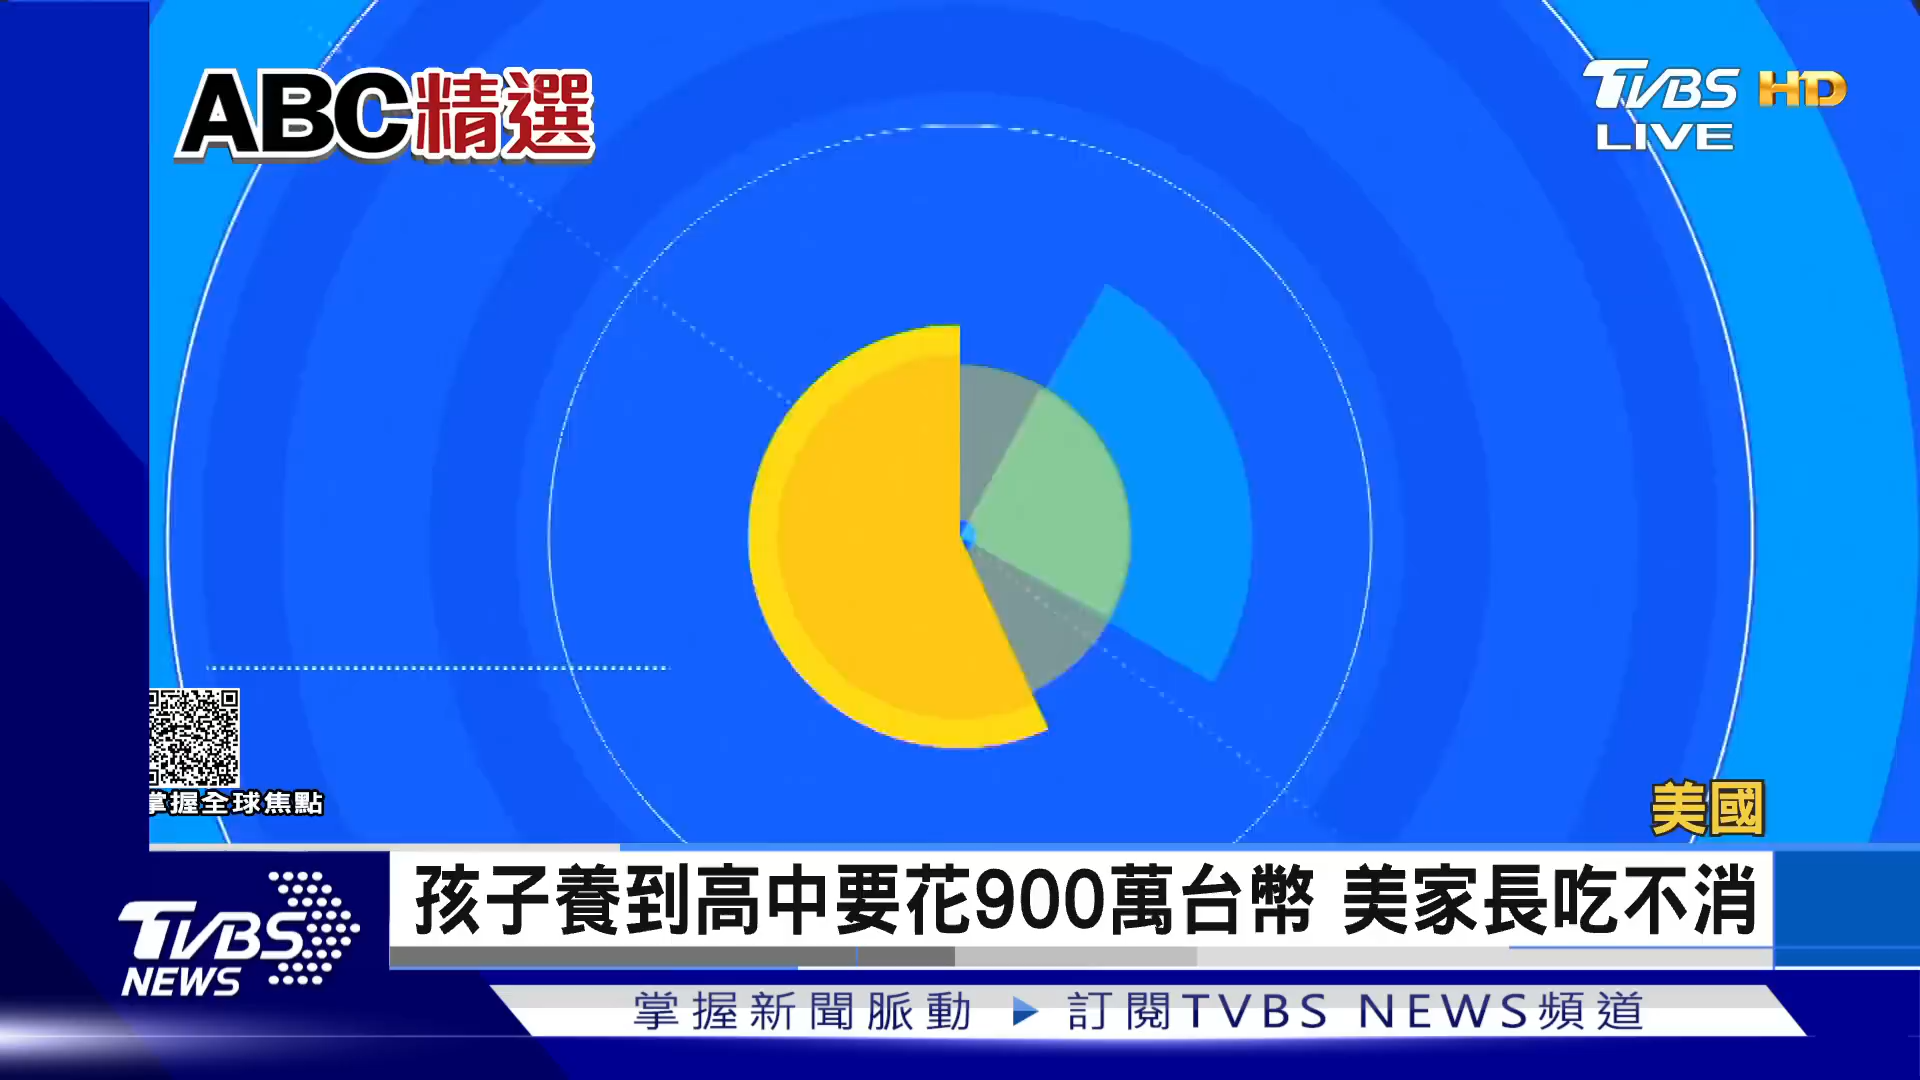 ABC精選
TVBS HD
LIVE
掌握全球焦點
美國
孩子養到高中要花900萬台幣 美家長吃不消
TVBS
NEWS
掌握新聞脈動 ▶ 訂閱TVBS NEWS頻道